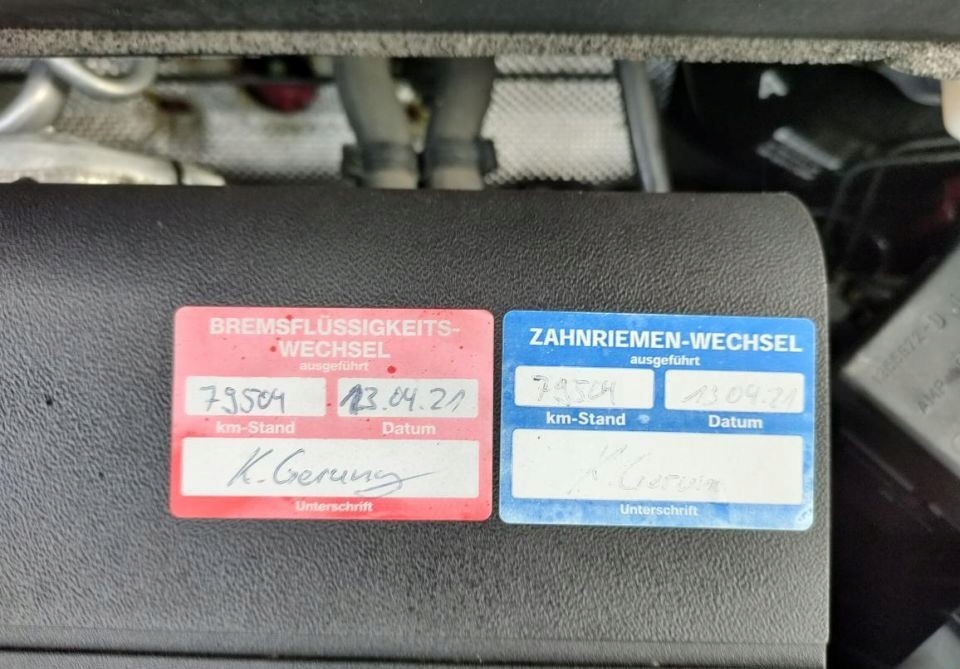 BREMSFLÜSSIGKEITS-
WECHSEL
ausgeführt
79504 13.04.21
km-Stand Datum
K. Gerung
Unterschrift
ZAHNRIEMEN-WECHSEL
ausgeführt
79504 13.04.21
km-Stand Datum
Unterschrift
A
AMP